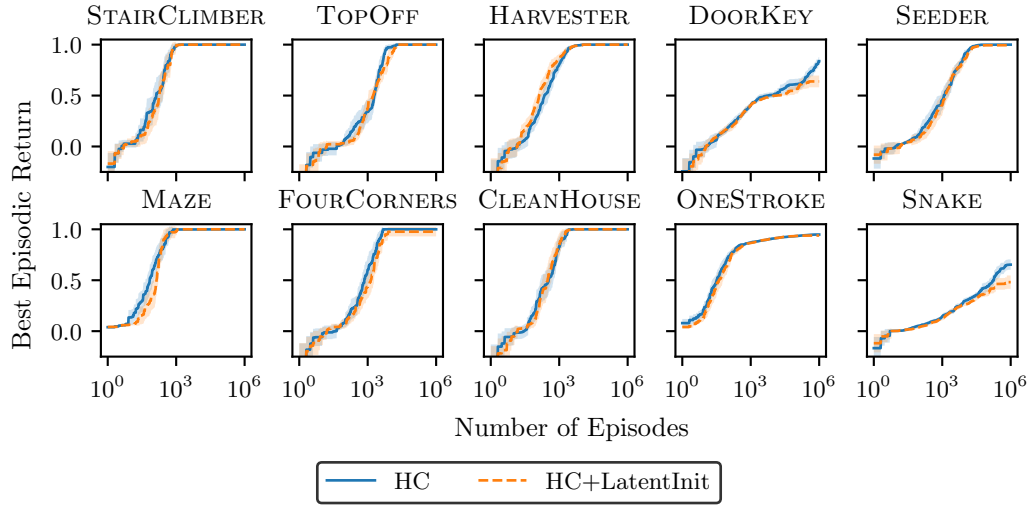 STAIRCLIMBER TOPOFF HARVESTER DOORKEY SEEDER
1.0
0.5
0.0
MAZE FOURCORNERS CLEANHOUSE ONESTROKE SNAKE
1.0
0.5
0.0
10^0 10^3 10^6 10^0 10^3 10^6 10^0 10^3 10^6 10^0 10^3 10^6 10^0 10^3 10^6
Best Episodic Return
Number of Episodes
HC HC+LatentInit